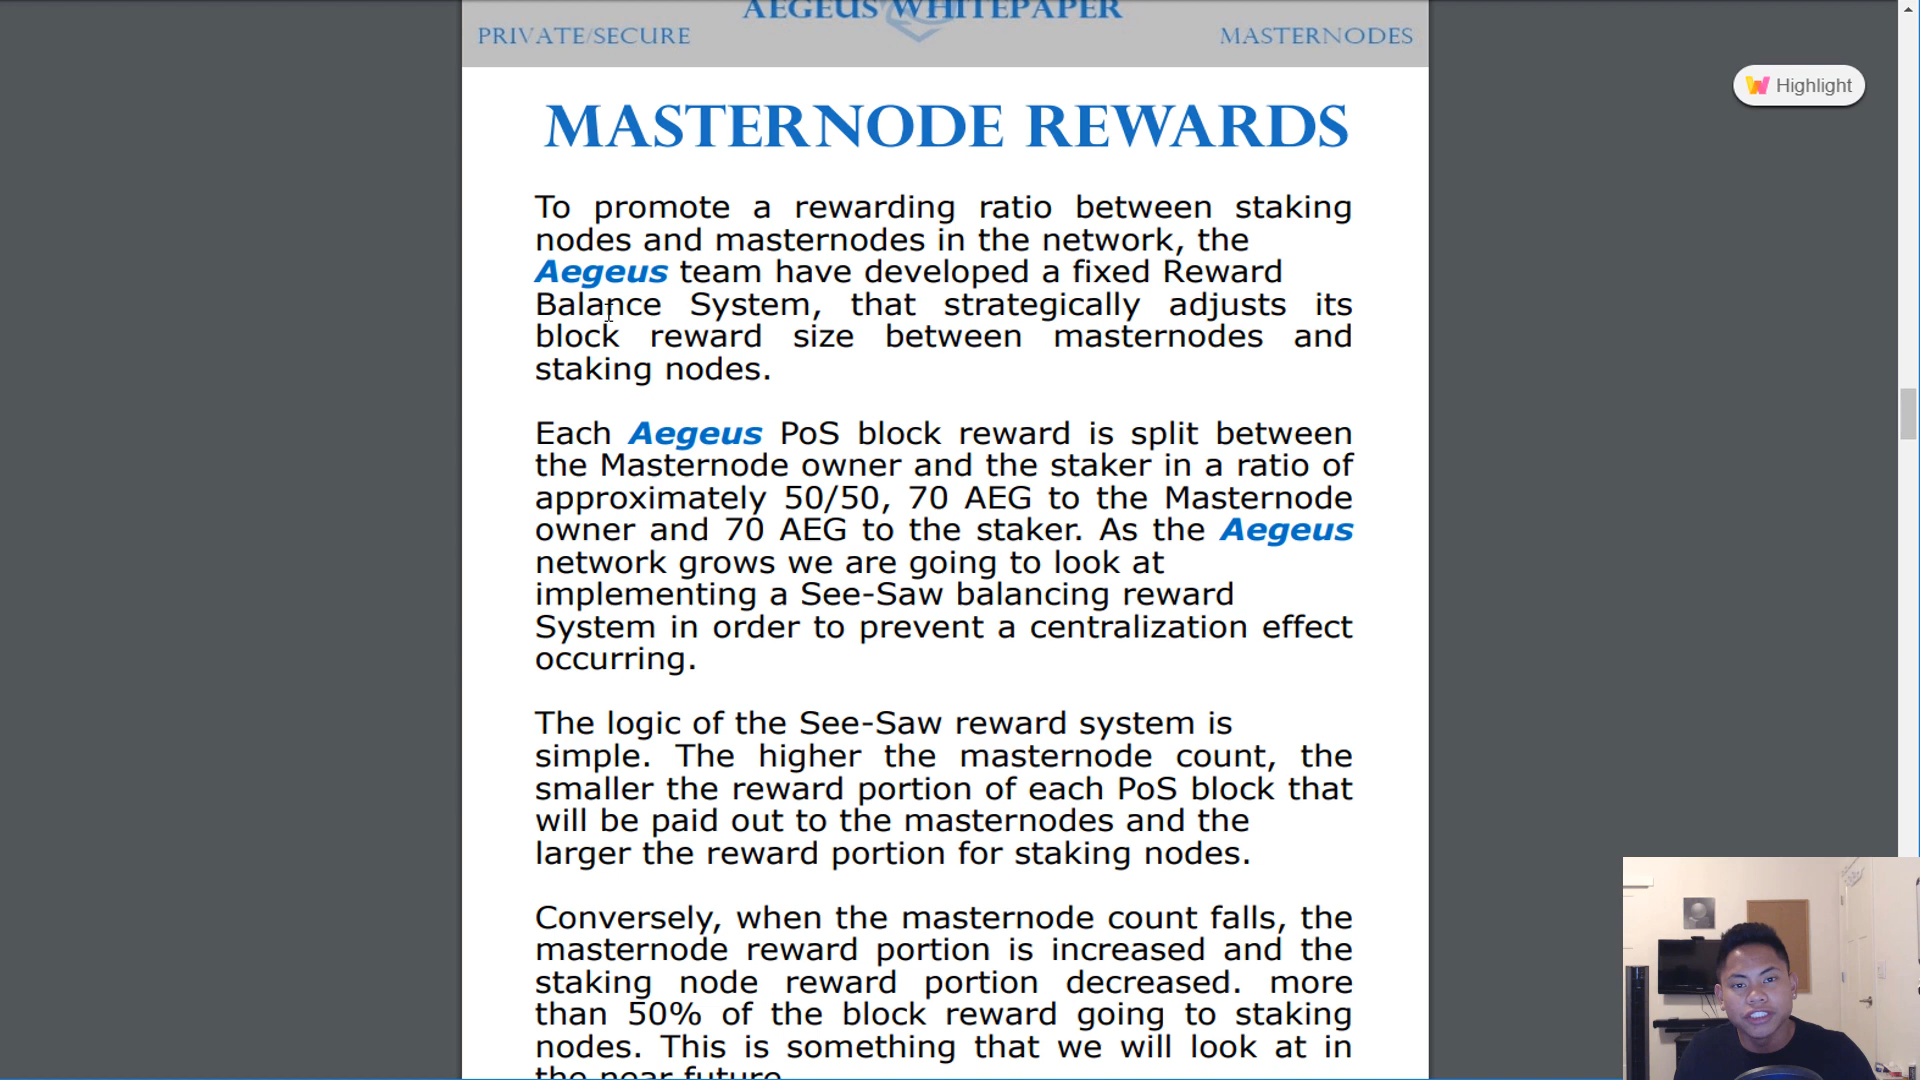 AEGEUS WHITEPAPER
PRIVATE/SECURE
MASTERNODES
Highlight
MASTERNODE REWARDS
To promote a rewarding ratio between staking
nodes and masternodes in the network, the
Aegeus team have developed a fixed Reward
Balance System, that strategically adjusts its
block reward size between masternodes and
staking nodes.
Each Aegeus PoS block reward is split between
the Masternode owner and the staker in a ratio of
approximately 50/50, 70 AEG to the Masternode
owner and 70 AEG to the staker. As the Aegeus
network grows we are going to look at
implementing a See-Saw balancing reward
System in order to prevent a centralization effect
occurring.
The logic of the See-Saw reward system is
simple. The higher the masternode count, the
smaller the reward portion of each PoS block that
will be paid out to the masternodes and the
larger the reward portion for staking nodes.
Conversely, when the masternode count falls, the
masternode reward portion is increased and the
staking node reward portion decreased. more
than 50% of the block reward going to staking
nodes. This is something that we will look at in
the near future